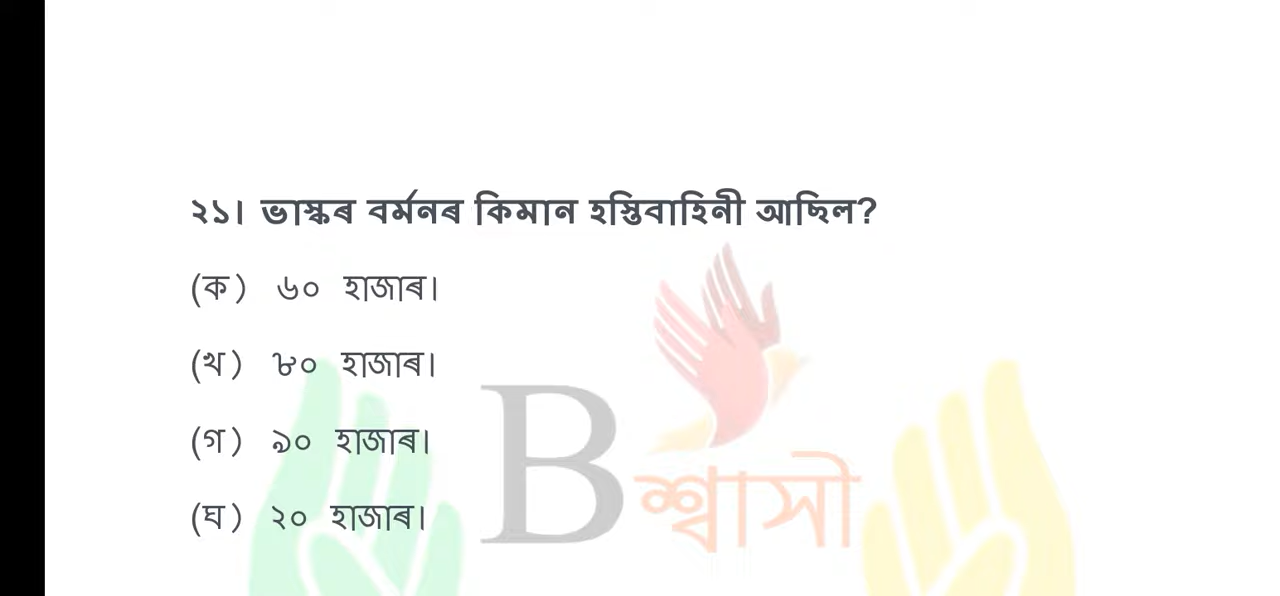 ২১। ভাস্কৰ বৰ্মনৰ কিমান হস্তিবাহিনী আছিল?
(ক) ৬০ হাজাৰ।
(খ) ৮০ হাজাৰ।
(গ) ৯০ হাজাৰ।
(ঘ) ২০ হাজাৰ।
Bশ্বাসী